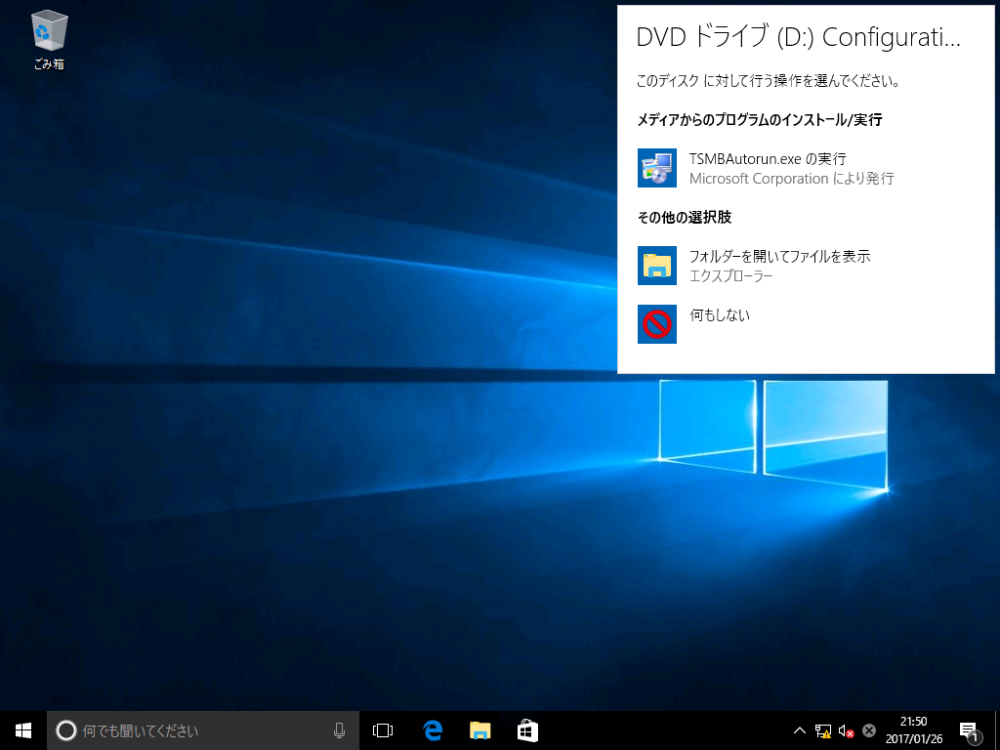 ごみ箱
DVD ドライブ (D:) Configurati...
このディスク に対して行う操作を選んでください。
メディアからのプログラムのインストール/実行
TSMBAutorun.exe の実行
Microsoft Corporation により発行
その他の選択肢
フォルダーを開いてファイルを表示
エクスプローラー
何もしない
何でも聞いてください
21:50
2017/01/26
1